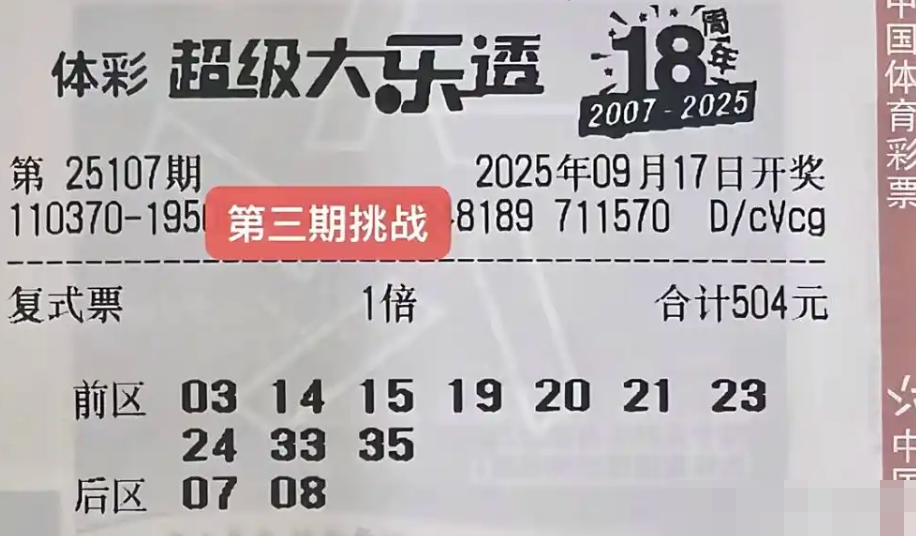 体彩 超级大乐透 18周年
2007-2025
第 25107期 2025年09月17日开奖
110370-195 第三期挑战 8189 711570 D/cVcg
复式票 1倍 合计504元
前区 03 14 15 19 20 21 23
24 33 35
后区 07 08
中国体育彩票
中